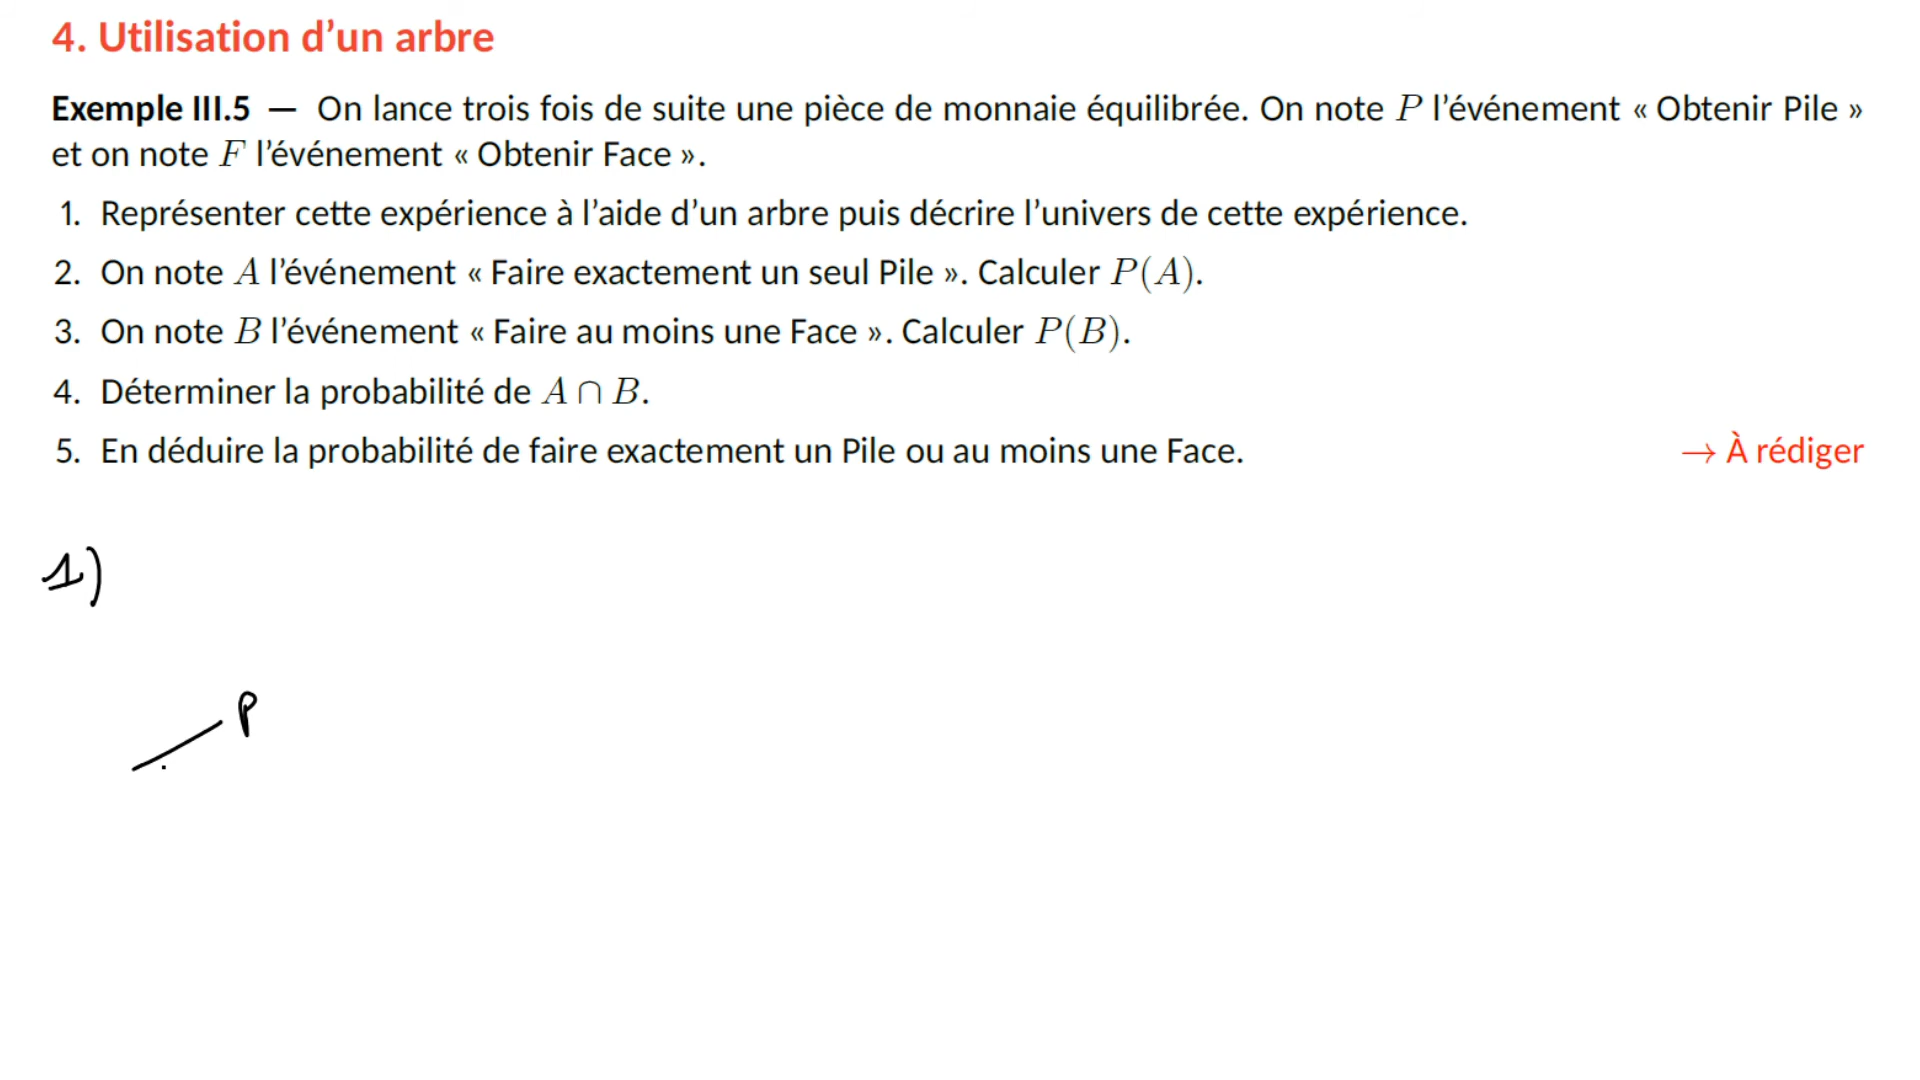 4. Utilisation d’un arbre
Exemple III.5 — On lance trois fois de suite une pièce de monnaie équilibrée. On note P l’événement « Obtenir Pile »
et on note F l’événement « Obtenir Face ».
1. Représenter cette expérience à l’aide d’un arbre puis décrire l’univers de cette expérience.
2. On note A l’événement « Faire exactement un seul Pile ». Calculer P(A).
3. On note B l’événement « Faire au moins une Face ». Calculer P(B).
4. Déterminer la probabilité de A ∩ B.
5. En déduire la probabilité de faire exactement un Pile ou au moins une Face. → À rédiger
1)
P